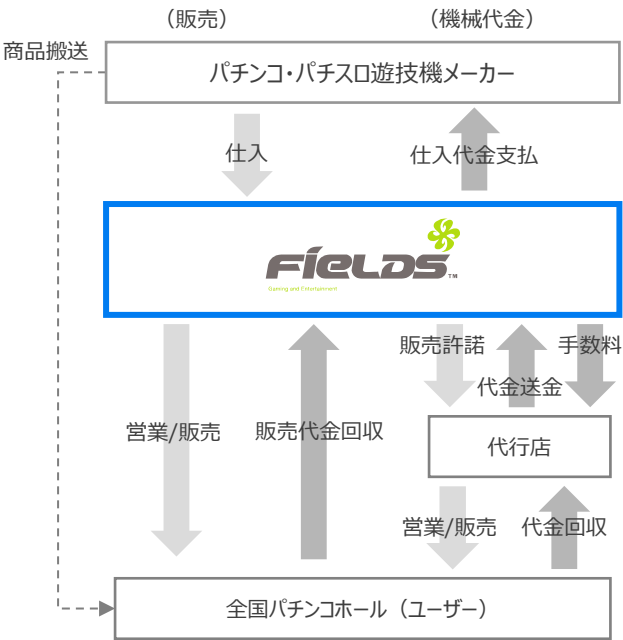 （販売）
（機械代金）
商品搬送
パチンコ・パチスロ遊技機メーカー
仕入
仕入代金支払
FIELDS™
Gaming and Entertainment
販売許諾
手数料
代金送金
営業/販売
販売代金回収
代行店
営業/販売
代金回収
全国パチンコホール（ユーザー）